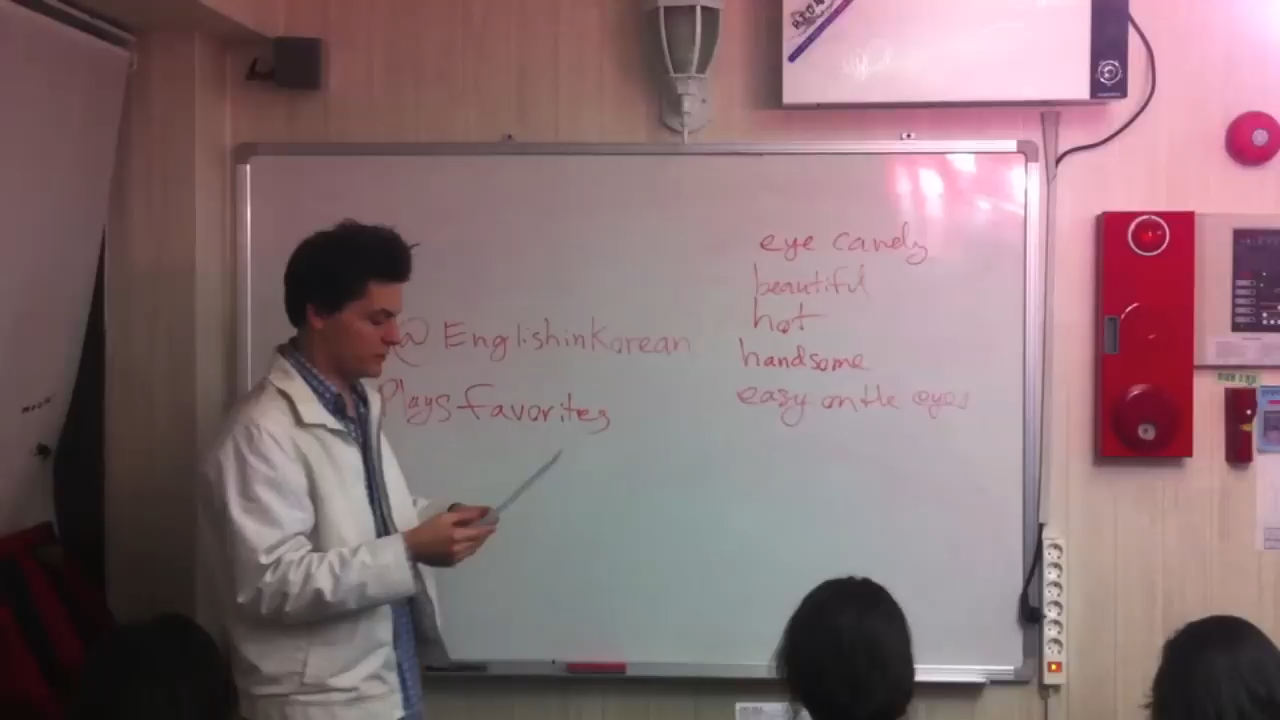 @EnglishinKorean
Plays favorites
eye candy
beautiful
hot
handsome
easy on the eyes